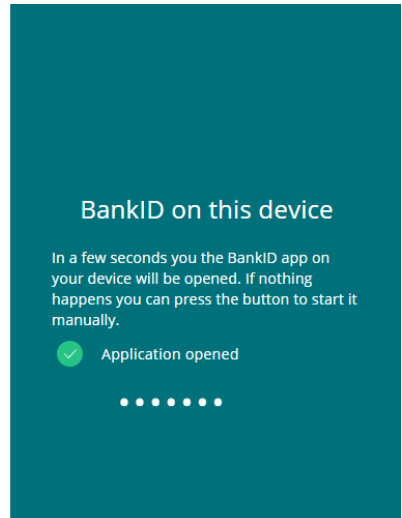 BankID on this device
In a few seconds you the BankID app on
your device will be opened. If nothing
happens you can press the button to start it
manually.
Application opened